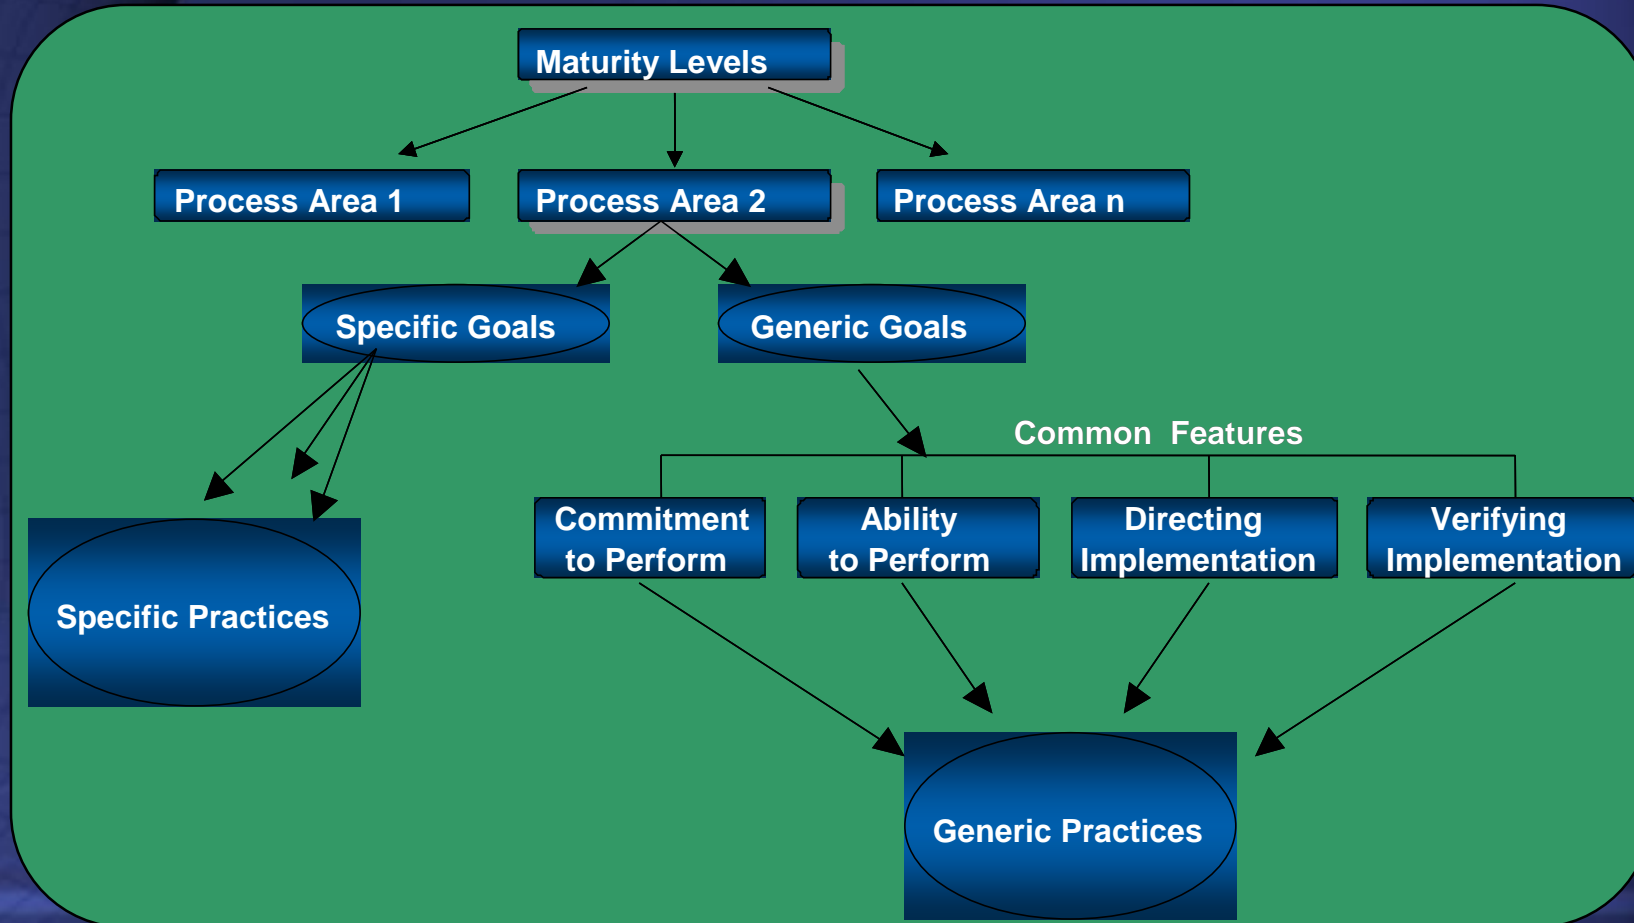 Maturity Levels
Process Area 1
Process Area 2
Process Area n
Specific Goals
Generic Goals
Common Features
Commitment
to Perform
Ability
to Perform
Directing
Implementation
Verifying
Implementation
Specific Practices
Generic Practices